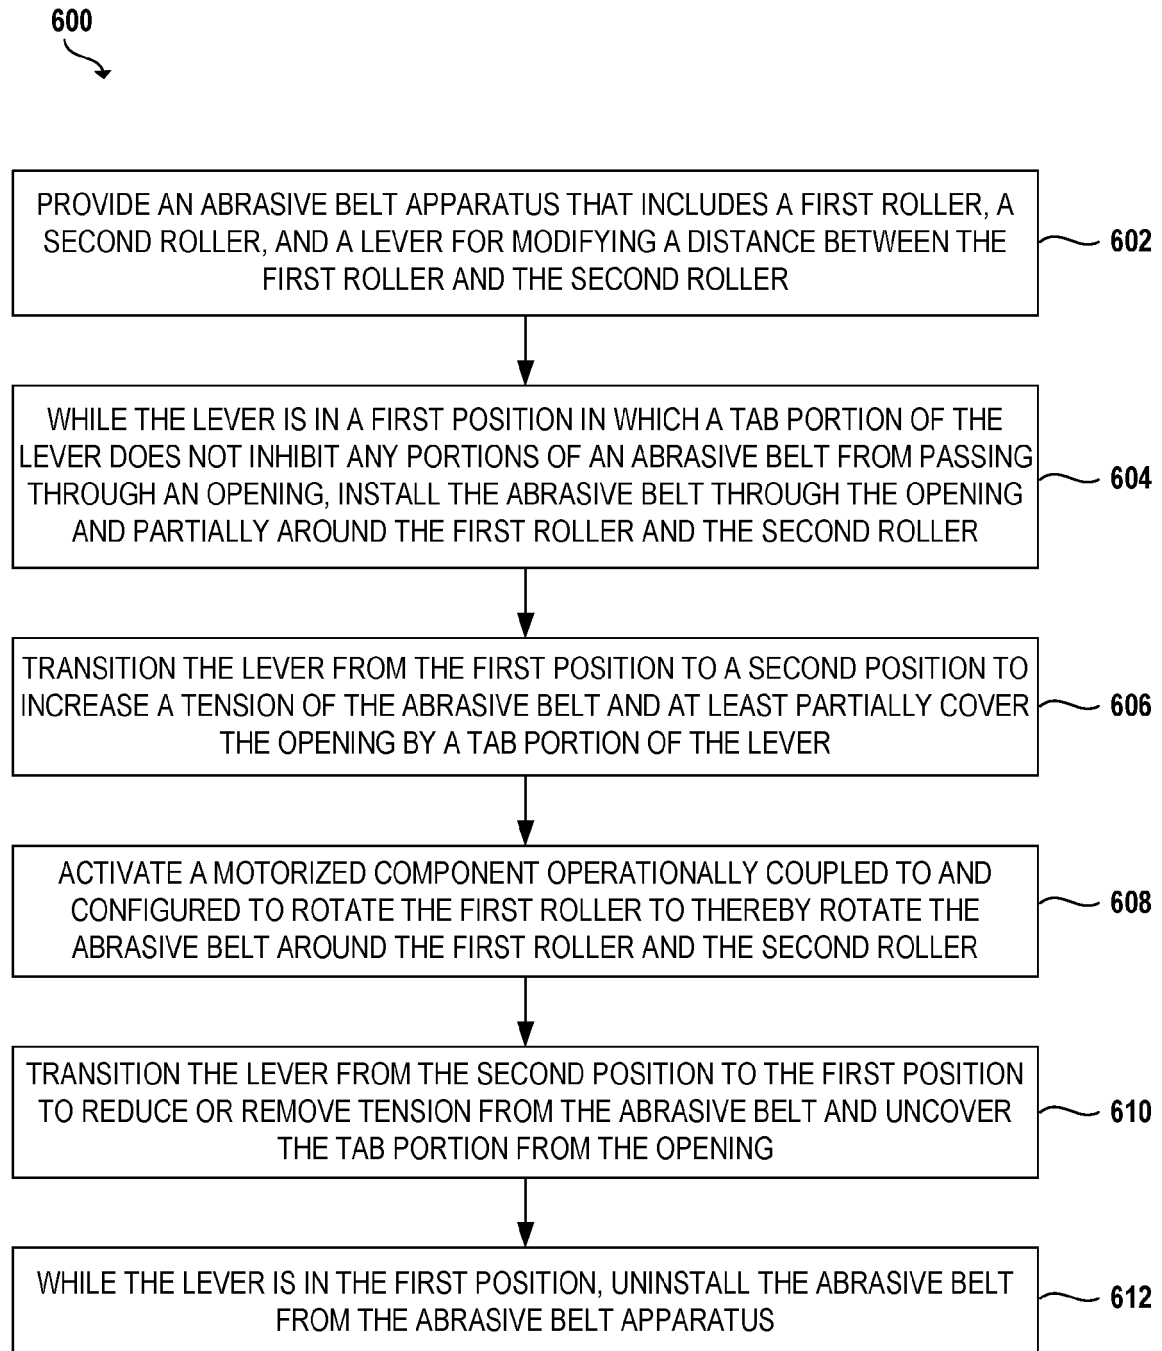 600
PROVIDE AN ABRASIVE BELT APPARATUS THAT INCLUDES A FIRST ROLLER, A
SECOND ROLLER, AND A LEVER FOR MODIFYING A DISTANCE BETWEEN THE
FIRST ROLLER AND THE SECOND ROLLER
602
WHILE THE LEVER IS IN A FIRST POSITION IN WHICH A TAB PORTION OF THE
LEVER DOES NOT INHIBIT ANY PORTIONS OF AN ABRASIVE BELT FROM PASSING
THROUGH AN OPENING, INSTALL THE ABRASIVE BELT THROUGH THE OPENING
AND PARTIALLY AROUND THE FIRST ROLLER AND THE SECOND ROLLER
604
TRANSITION THE LEVER FROM THE FIRST POSITION TO A SECOND POSITION TO
INCREASE A TENSION OF THE ABRASIVE BELT AND AT LEAST PARTIALLY COVER
THE OPENING BY A TAB PORTION OF THE LEVER
606
ACTIVATE A MOTORIZED COMPONENT OPERATIONALLY COUPLED TO AND
CONFIGURED TO ROTATE THE FIRST ROLLER TO THEREBY ROTATE THE
ABRASIVE BELT AROUND THE FIRST ROLLER AND THE SECOND ROLLER
608
TRANSITION THE LEVER FROM THE SECOND POSITION TO THE FIRST POSITION
TO REDUCE OR REMOVE TENSION FROM THE ABRASIVE BELT AND UNCOVER
THE TAB PORTION FROM THE OPENING
610
WHILE THE LEVER IS IN THE FIRST POSITION, UNINSTALL THE ABRASIVE BELT
FROM THE ABRASIVE BELT APPARATUS
612